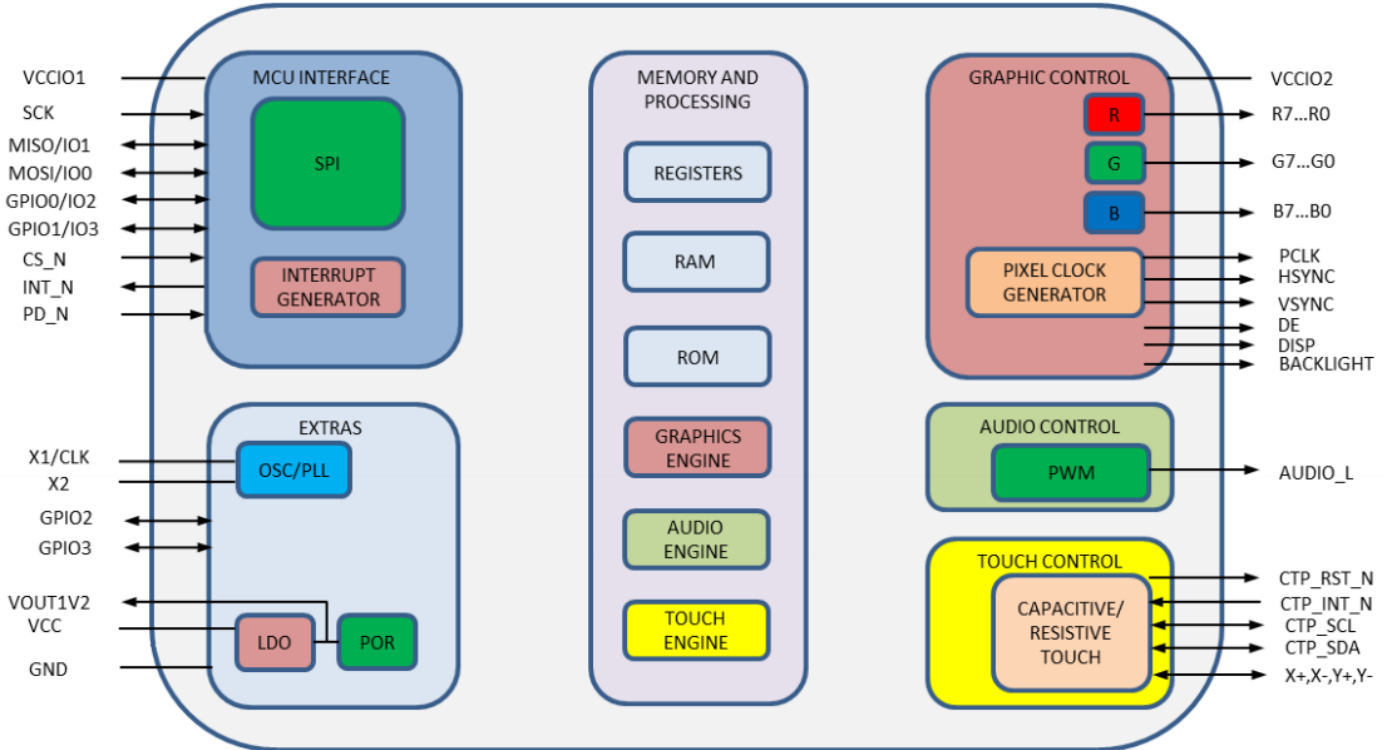 VCCIO1
SCK
MISO/IO1
MOSI/IO0
GPIO0/IO2
GPIO1/IO3
CS_N
INT_N
PD_N
MCU INTERFACE
SPI
INTERRUPT
GENERATOR
X1/CLK
X2
GPIO2
GPIO3
VOUT1V2
VCC
GND
EXTRAS
OSC/PLL
LDO
POR
MEMORY AND
PROCESSING
REGISTERS
RAM
ROM
GRAPHICS
ENGINE
AUDIO
ENGINE
TOUCH
ENGINE
GRAPHIC CONTROL
R
G
B
PIXEL CLOCK
GENERATOR
VCCIO2
R7...R0
G7...G0
B7...B0
PCLK
HSYNC
VSYNC
DE
DISP
BACKLIGHT
AUDIO CONTROL
PWM
AUDIO_L
TOUCH CONTROL
CAPACITIVE/
RESISTIVE
TOUCH
CTP_RST_N
CTP_INT_N
CTP_SCL
CTP_SDA
X+,X-,Y+,Y-